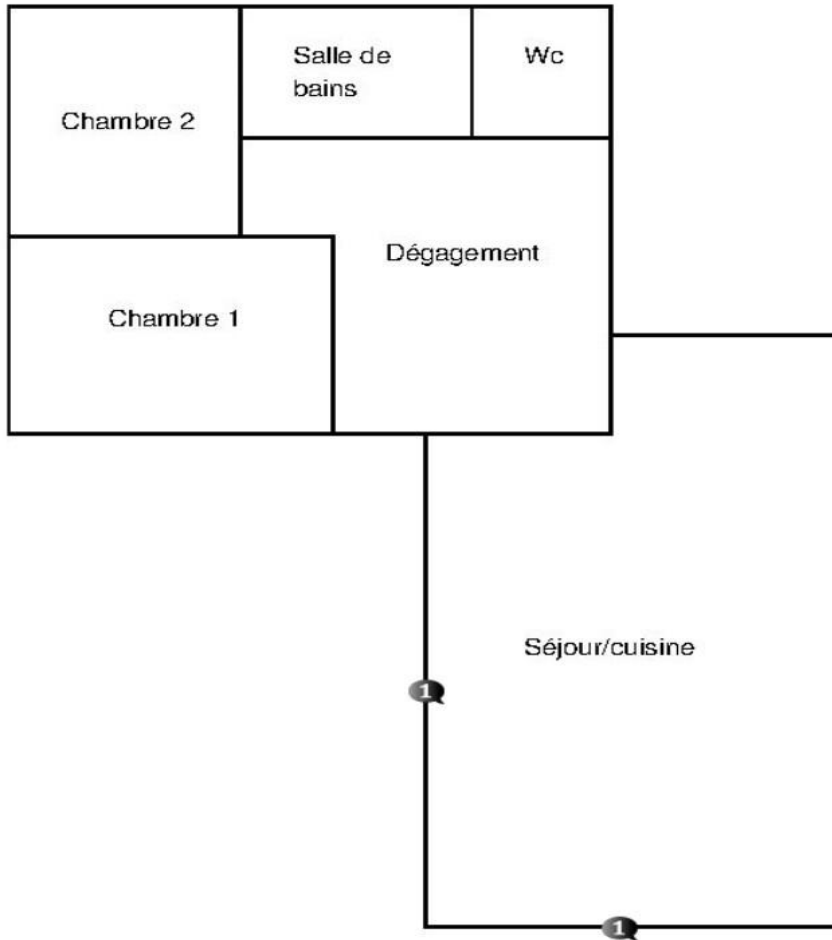 Salle de
bains
Wc
Chambre 2
Dégagement
Chambre 1
Séjour/cuisine
1
1